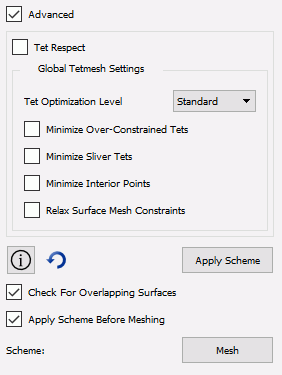 Advanced
Tet Respect
Global Tetmesh Settings
Tet Optimization Level Standard
Minimize Over-Constrained Tets
Minimize Sliver Tets
Minimize Interior Points
Relax Surface Mesh Constraints
Apply Scheme
Check For Overlapping Surfaces
Apply Scheme Before Meshing
Scheme: Mesh